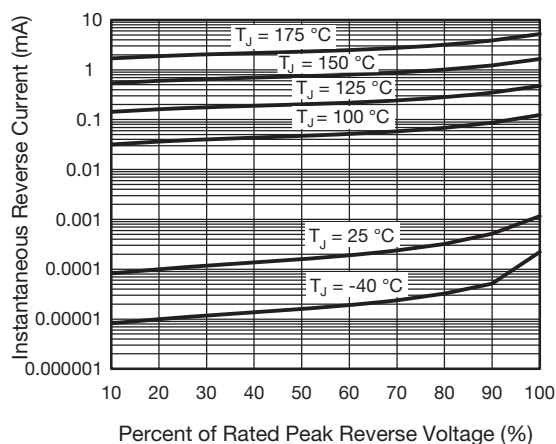 Instantaneous Reverse Current (mA)
10
1
0.1
0.01
0.001
0.0001
0.00001
0.000001
TJ = 175 °C
TJ = 150 °C
TJ = 125 °C
TJ = 100 °C
TJ = 25 °C
TJ = -40 °C
10 20 30 40 50 60 70 80 90 100
Percent of Rated Peak Reverse Voltage (%)